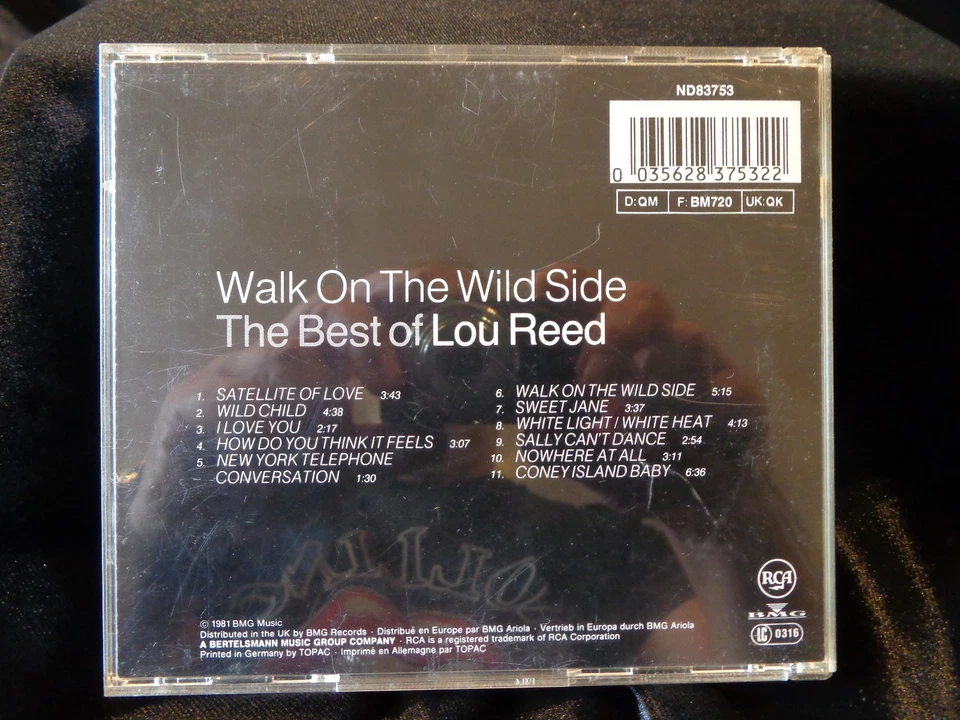 ND83753
0 035628 375322
D:QM F: BM720 UK:QK
Walk On The Wild Side
The Best of Lou Reed
1. SATELLITE OF LOVE 3:43
2. WILD CHILD 4:38
3. I LOVE YOU 2:17
4. HOW DO YOU THINK IT FEELS 3:07
5. NEW YORK TELEPHONE
CONVERSATION 1:30
6. WALK ON THE WILD SIDE 5:15
7. SWEET JANE 3:37
8. WHITE LIGHT / WHITE HEAT 4:13
9. SALLY CAN'T DANCE 2:54
10. NOWHERE AT ALL 3:11
11. CONEY ISLAND BABY 6:36
RCA
BMG
LC 0316
© 1981 BMG Music
Distributed in the UK by BMG Records · Distribué en Europe par BMG Ariola · Vertrieb in Europa durch BMG Ariola
A BERTELSMANN MUSIC GROUP COMPANY · RCA is a registered trademark of RCA Corporation
Printed in Germany by TOPAC · Imprimé en Allemagne par TOPAC